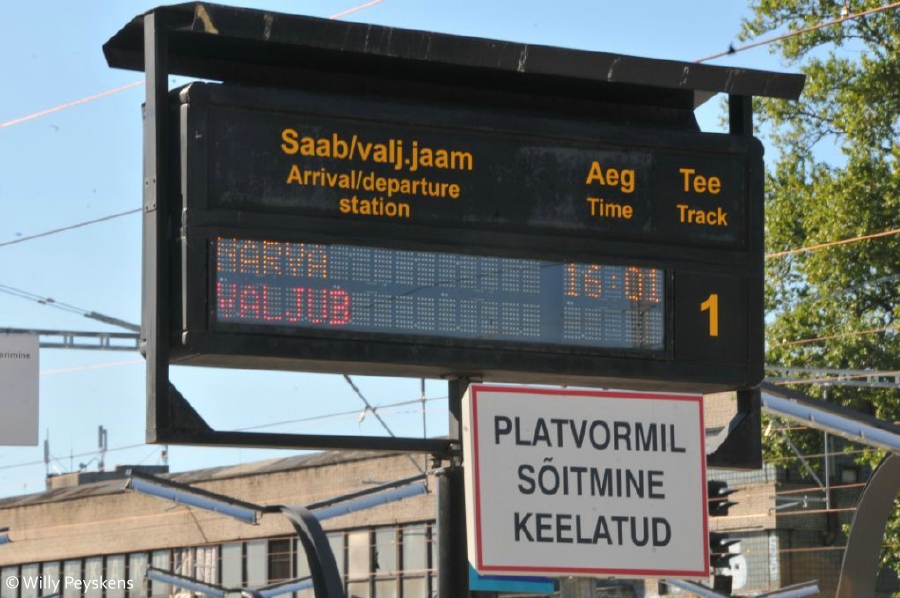 Saab/valj.jaam
Arrival/departure
station
Aeg
Time
Tee
Track
NARVA
16:01
VALJUB
1
PLATVORMIL
SÕITMINE
KEELATUD
© Willy Peyskens